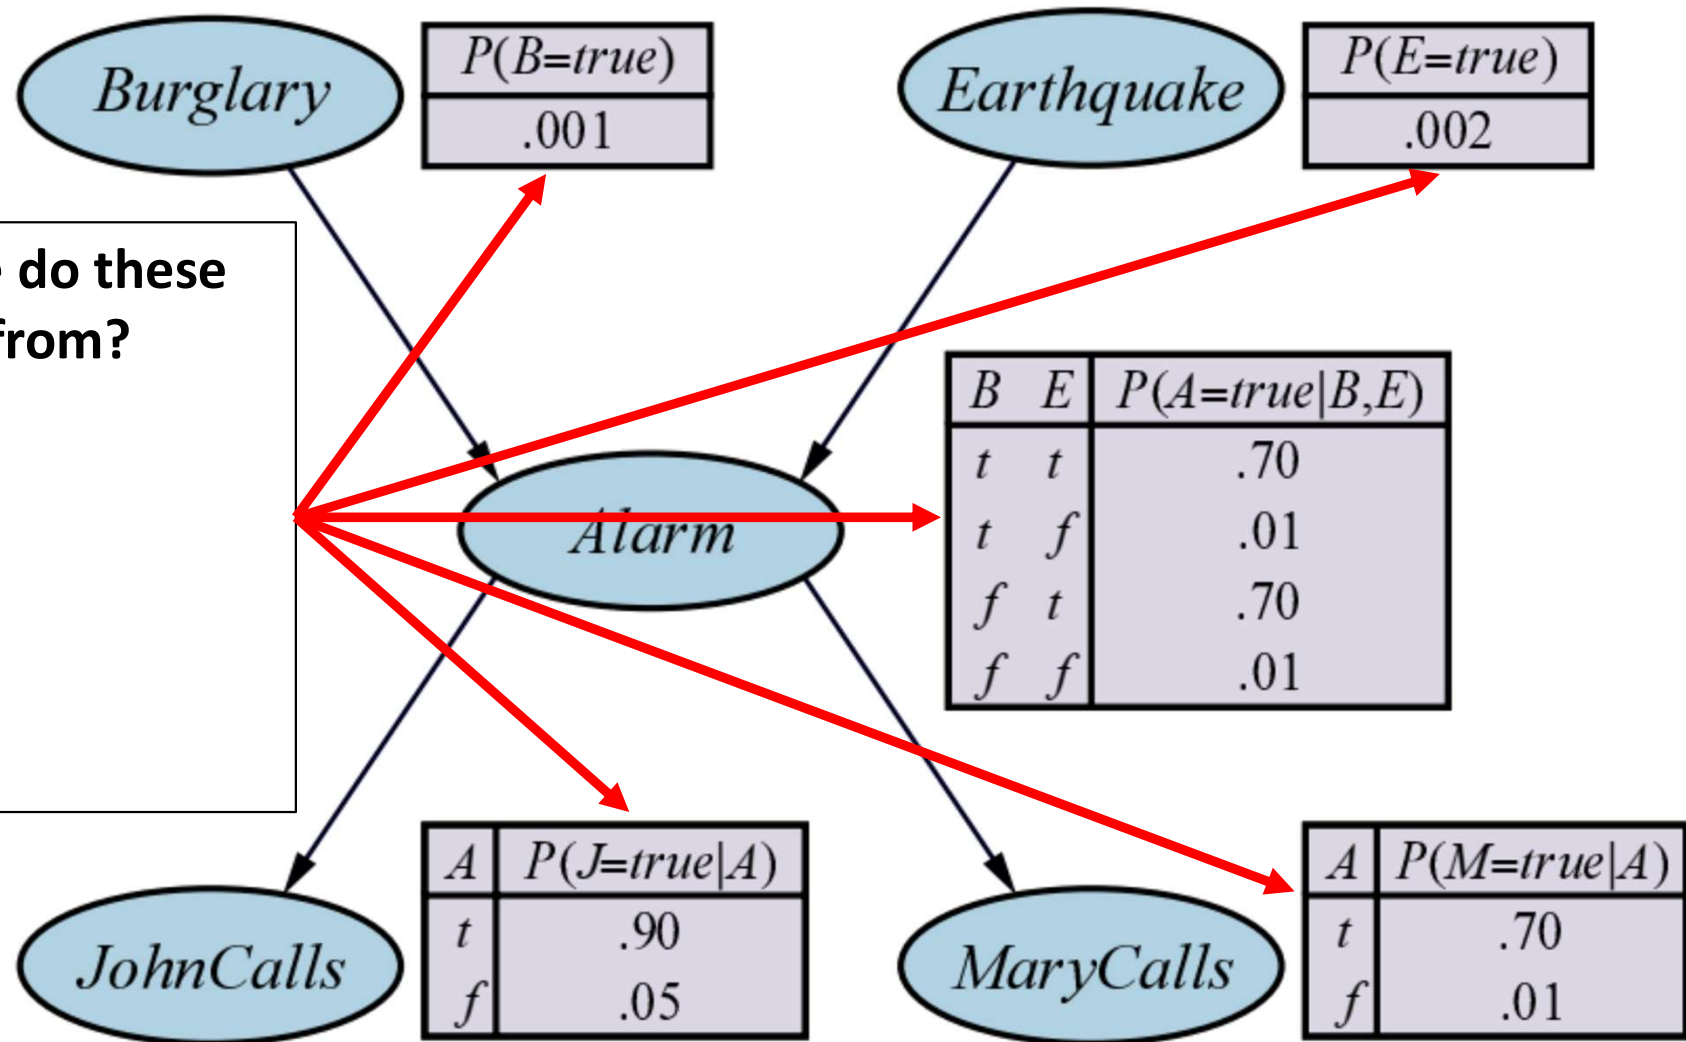 Burglary
P(B=true)
.001
Earthquake
P(E=true)
.002
do these
from?
B E P(A=true|B,E)
t t .70
t f .01
f t .70
f f .01
Alarm
A P(J=true|A)
t .90
f .05
JohnCalls
A P(M=true|A)
t .70
f .01
MaryCalls